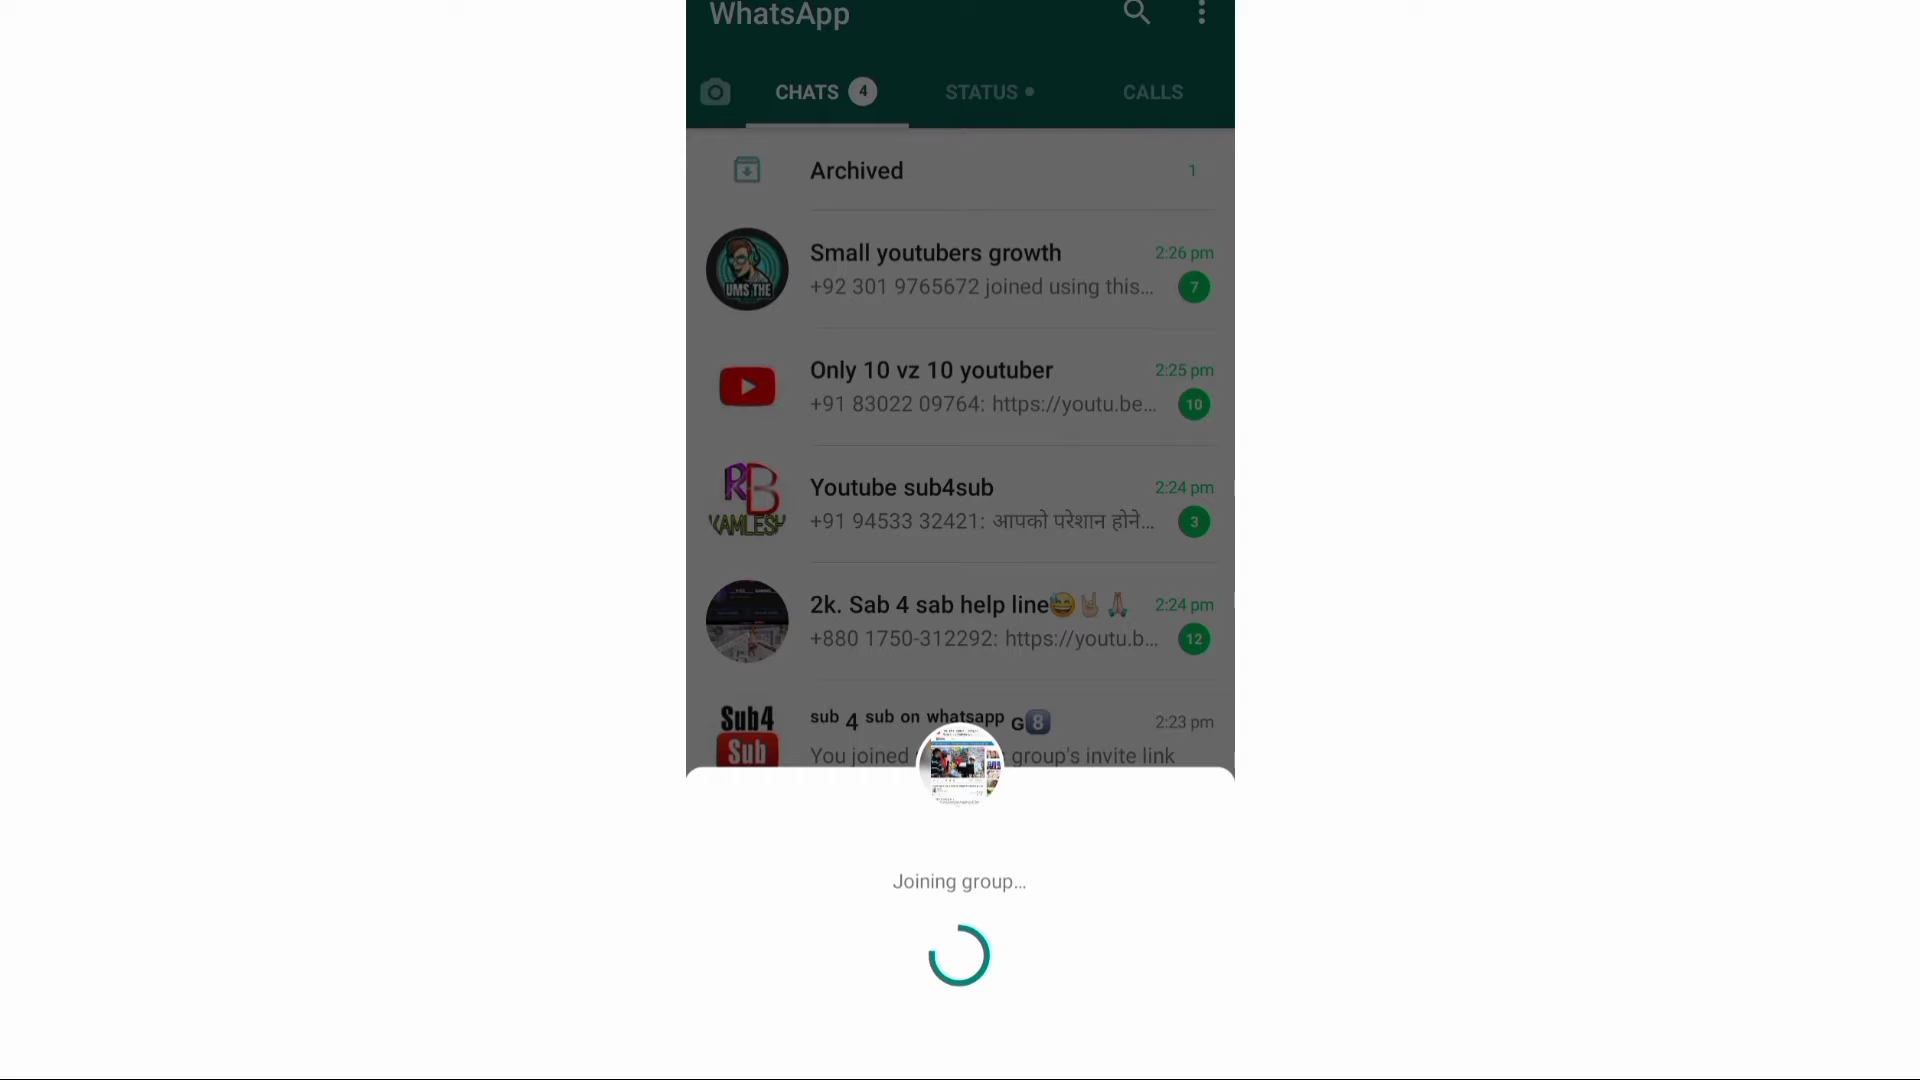 WhatsApp
CHATS 4 STATUS CALLS
Archived 1
Small youtubers growth 2:26 pm
+92 301 9765672 joined using this... 7
UMS THE
Only 10 vz 10 youtuber 2:25 pm
+91 83022 09764: https://youtu.be... 10
Youtube sub4sub 2:24 pm
+91 94533 32421: आपको परेशान होने... 3
RB
KAMLESH
2k. Sab 4 sab help line😅🤘🏻🙏🏻 2:24 pm
+880 1750-312292: https://youtu.b... 12
Sub4
Sub
ˢᵘᵇ 4 ˢᵘᵇ ᵒⁿ ʷʰᵃᵗˢᵃᵖᵖ G8️⃣ 2:23 pm
You joined group's invite link
Joining group...